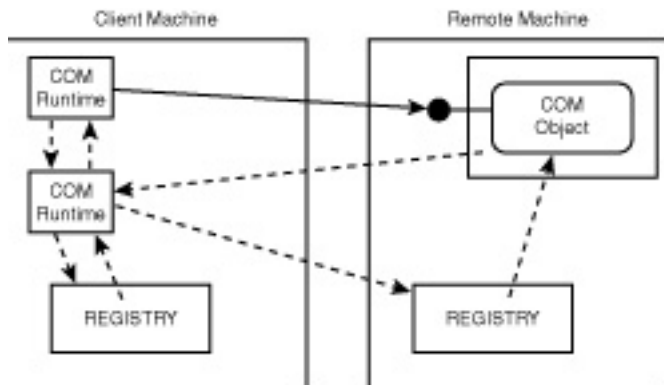 Client Machine
Remote Machine
COM
Runtime
COM
Object
COM
Runtime
REGISTRY
REGISTRY